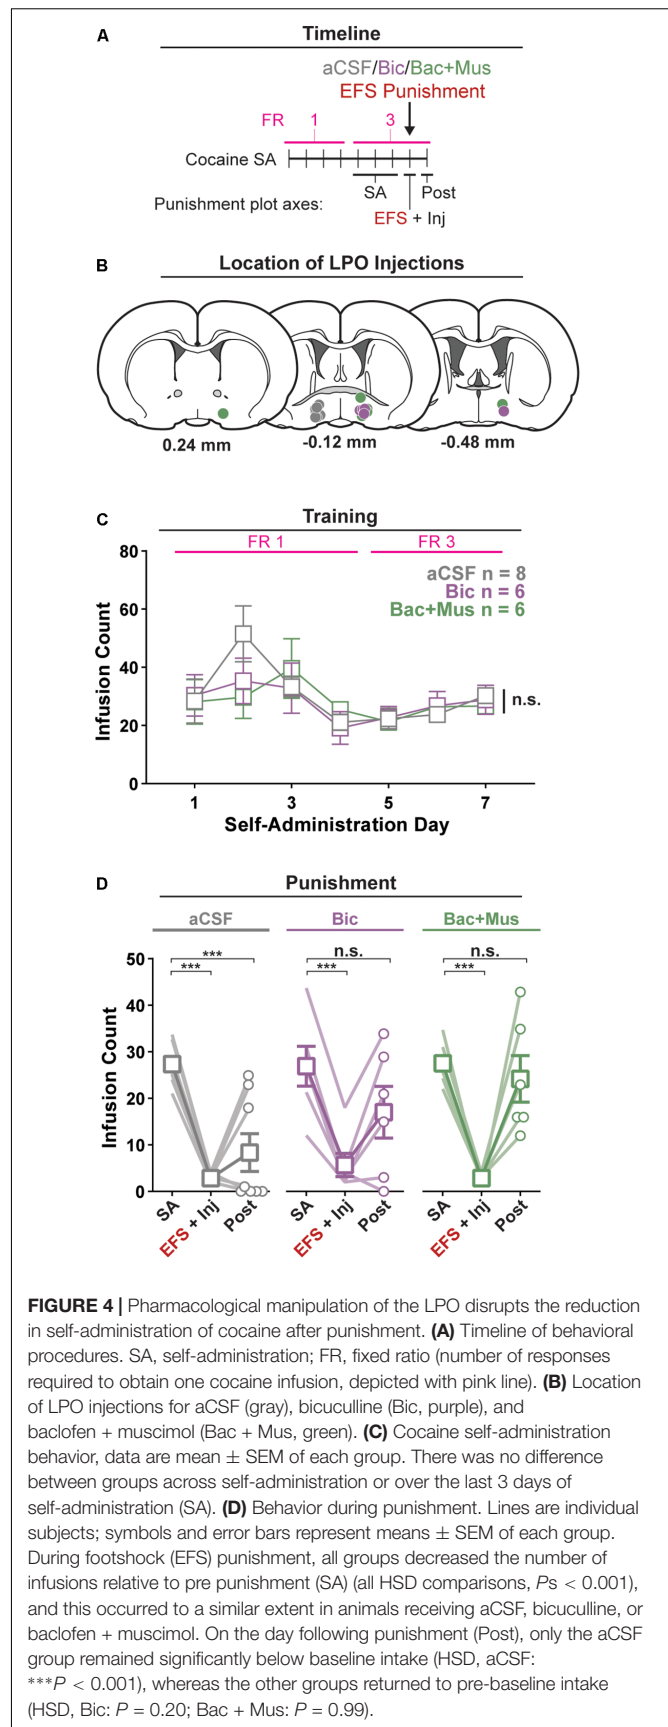 A
Timeline
aCSF/Bic/Bac+Mus
EFS Punishment
FR 1 3
Cocaine SA
SA Post
Punishment plot axes:
EFS + Inj
B
Location of LPO Injections
0.24 mm -0.12 mm -0.48 mm
C
Training
FR 1 FR 3
80
aCSF n = 8
Bic n = 6
Bac+Mus n = 6
60
40
20
0
Infusion Count
n.s.
1 3 5 7
Self-Administration Day
D
Punishment
aCSF Bic Bac+Mus
*** n.s. n.s.
*** *** ***
50
40
30
20
10
0
Infusion Count
SA EFS + Inj Post SA EFS + Inj Post SA EFS + Inj Post
FIGURE 4 | Pharmacological manipulation of the LPO disrupts the reduction
in self-administration of cocaine after punishment. (A) Timeline of behavioral
procedures. SA, self-administration; FR, fixed ratio (number of responses
required to obtain one cocaine infusion, depicted with pink line). (B) Location
of LPO injections for aCSF (gray), bicuculline (Bic, purple), and
baclofen + muscimol (Bac + Mus, green). (C) Cocaine self-administration
behavior, data are mean ± SEM of each group. There was no difference
between groups across self-administration or over the last 3 days of
self-administration (SA). (D) Behavior during punishment. Lines are individual
subjects; symbols and error bars represent means ± SEM of each group.
During footshock (EFS) punishment, all groups decreased the number of
infusions relative to pre punishment (SA) (all HSD comparisons, Ps < 0.001),
and this occurred to a similar extent in animals receiving aCSF, bicuculline, or
baclofen + muscimol. On the day following punishment (Post), only the aCSF
group remained significantly below baseline intake (HSD, aCSF:
***P < 0.001), whereas the other groups returned to pre-baseline intake
(HSD, Bic: P = 0.20; Bac + Mus: P = 0.99).